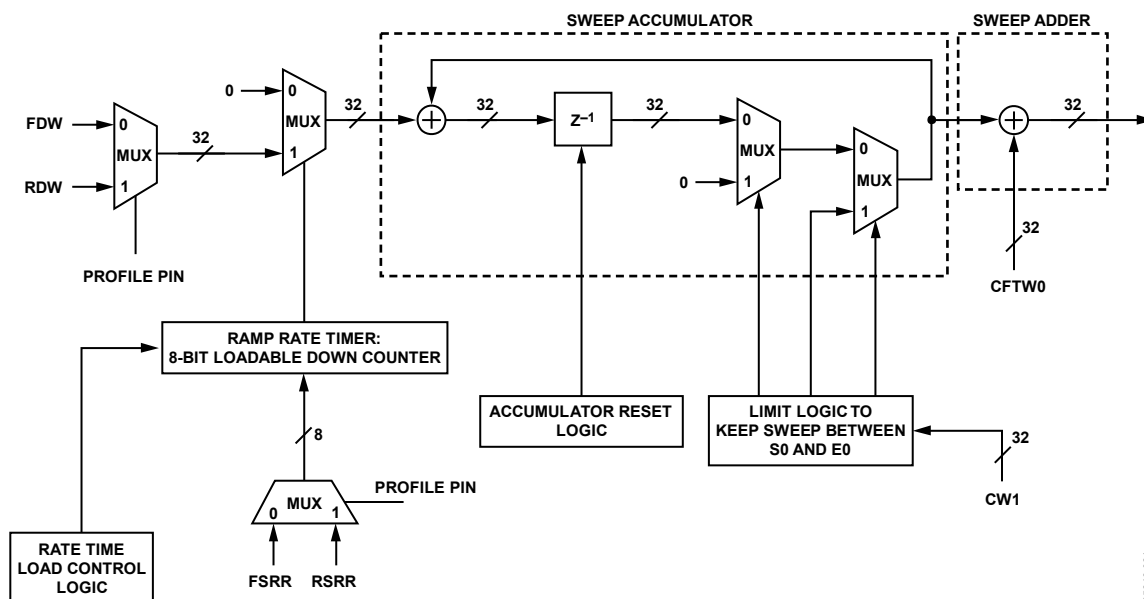 SWEEP ACCUMULATOR
SWEEP ADDER
0
0
MUX
1
32
32
Z–1
32
0
MUX
1
0
0
MUX
1
32
FDW
0
RDW
1
MUX
32
PROFILE PIN
32
CFTW0
RAMP RATE TIMER:
8-BIT LOADABLE DOWN COUNTER
ACCUMULATOR RESET
LOGIC
LIMIT LOGIC TO
KEEP SWEEP BETWEEN
S0 AND E0
32
CW1
8
PROFILE PIN
MUX
0 1
RATE TIME
LOAD CONTROL
LOGIC
FSRR RSRR